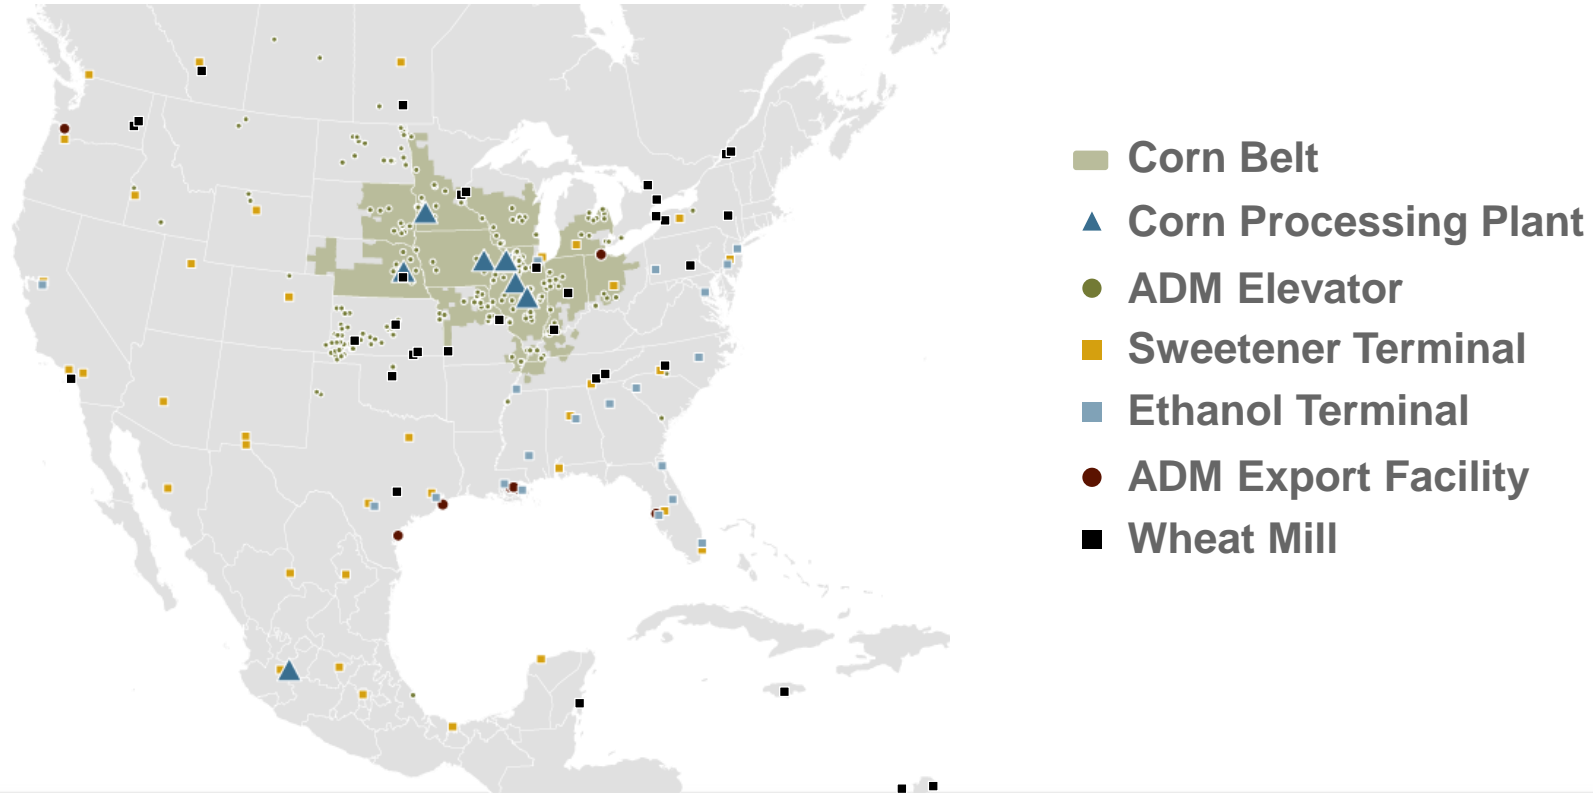 Corn Belt
Corn Processing Plant
ADM Elevator
Sweetener Terminal
Ethanol Terminal
ADM Export Facility
Wheat Mill